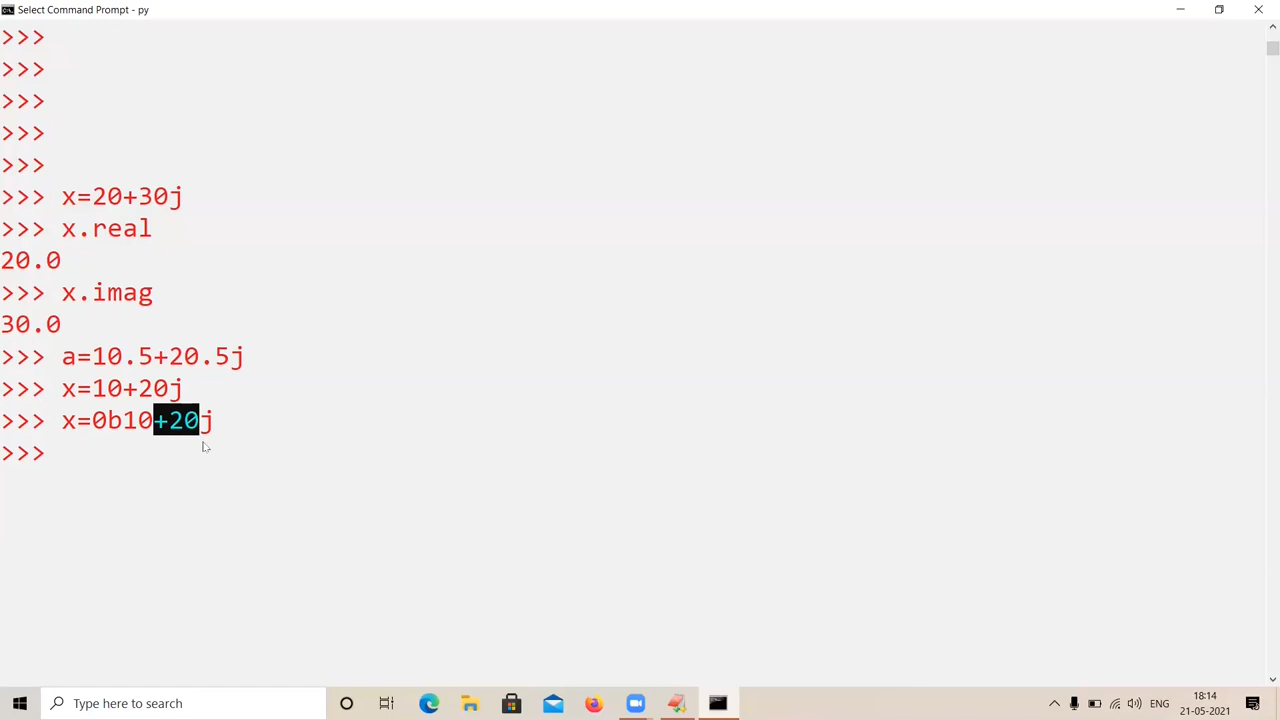 Select Command Prompt - py
>>>
>>>
>>>
>>>
>>>
>>> x=20+30j
>>> x.real
20.0
>>> x.imag
30.0
>>> a=10.5+20.5j
>>> x=10+20j
>>> x=0b10+20j
>>>
Type here to search
ENG
18:14
21-05-2021